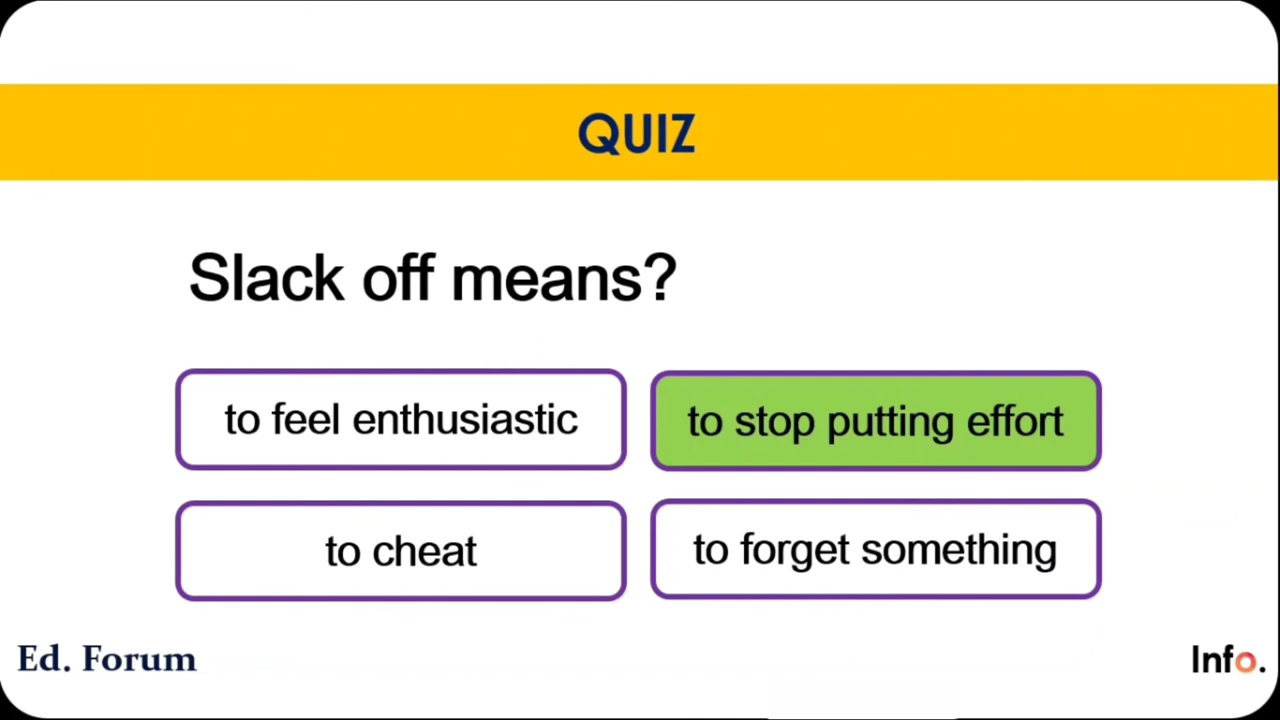 QUIZ
Slack off means?
to feel enthusiastic
to stop putting effort
to cheat
to forget something
Ed. Forum
Info.